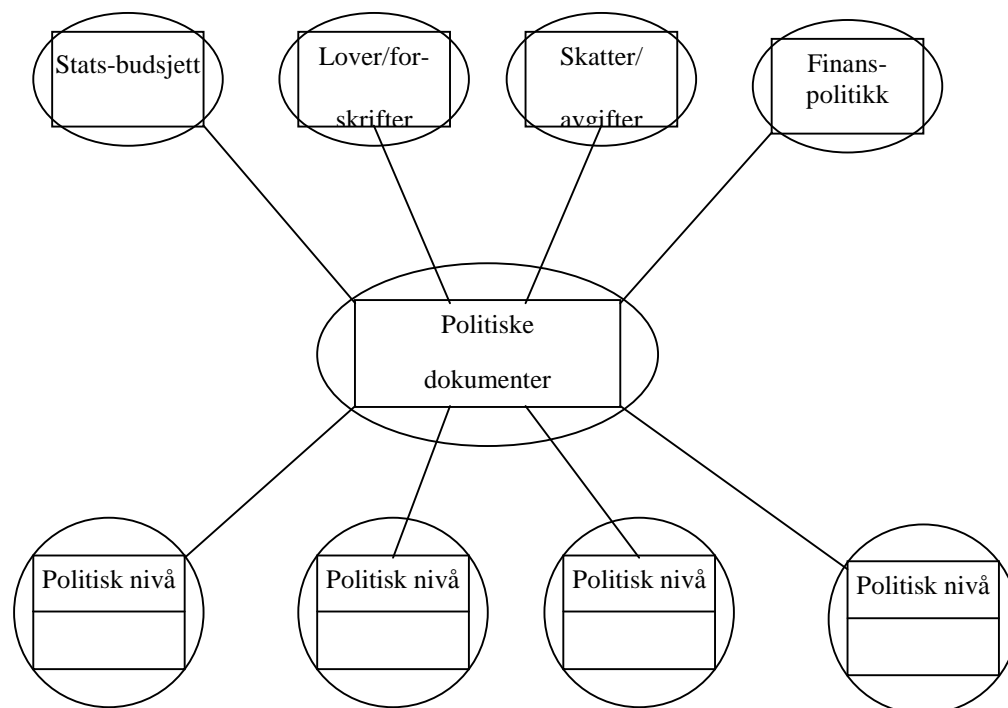 Stats-budsjett
Lover/for-
skrifter
Skatter/
avgifter
Finans-
politikk
Politiske
dokumenter
Politisk nivå
Politisk nivå
Politisk nivå
Politisk nivå